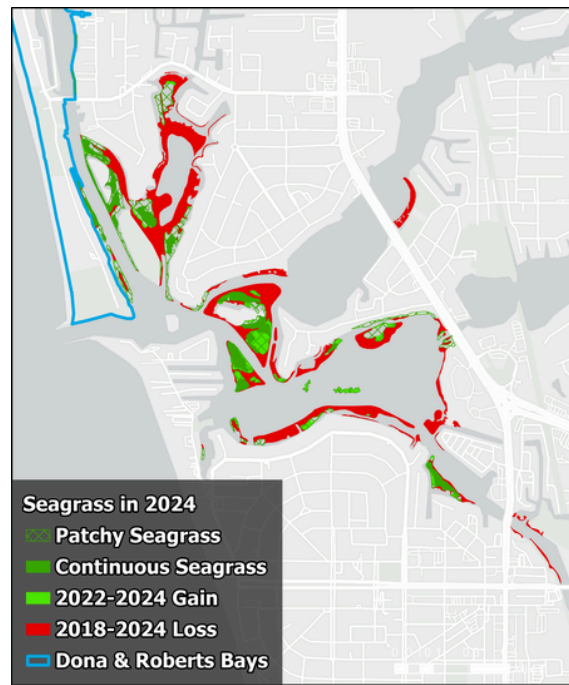 Seagrass in 2024
Patchy Seagrass
Continuous Seagrass
2022-2024 Gain
2018-2024 Loss
Dona & Roberts Bays